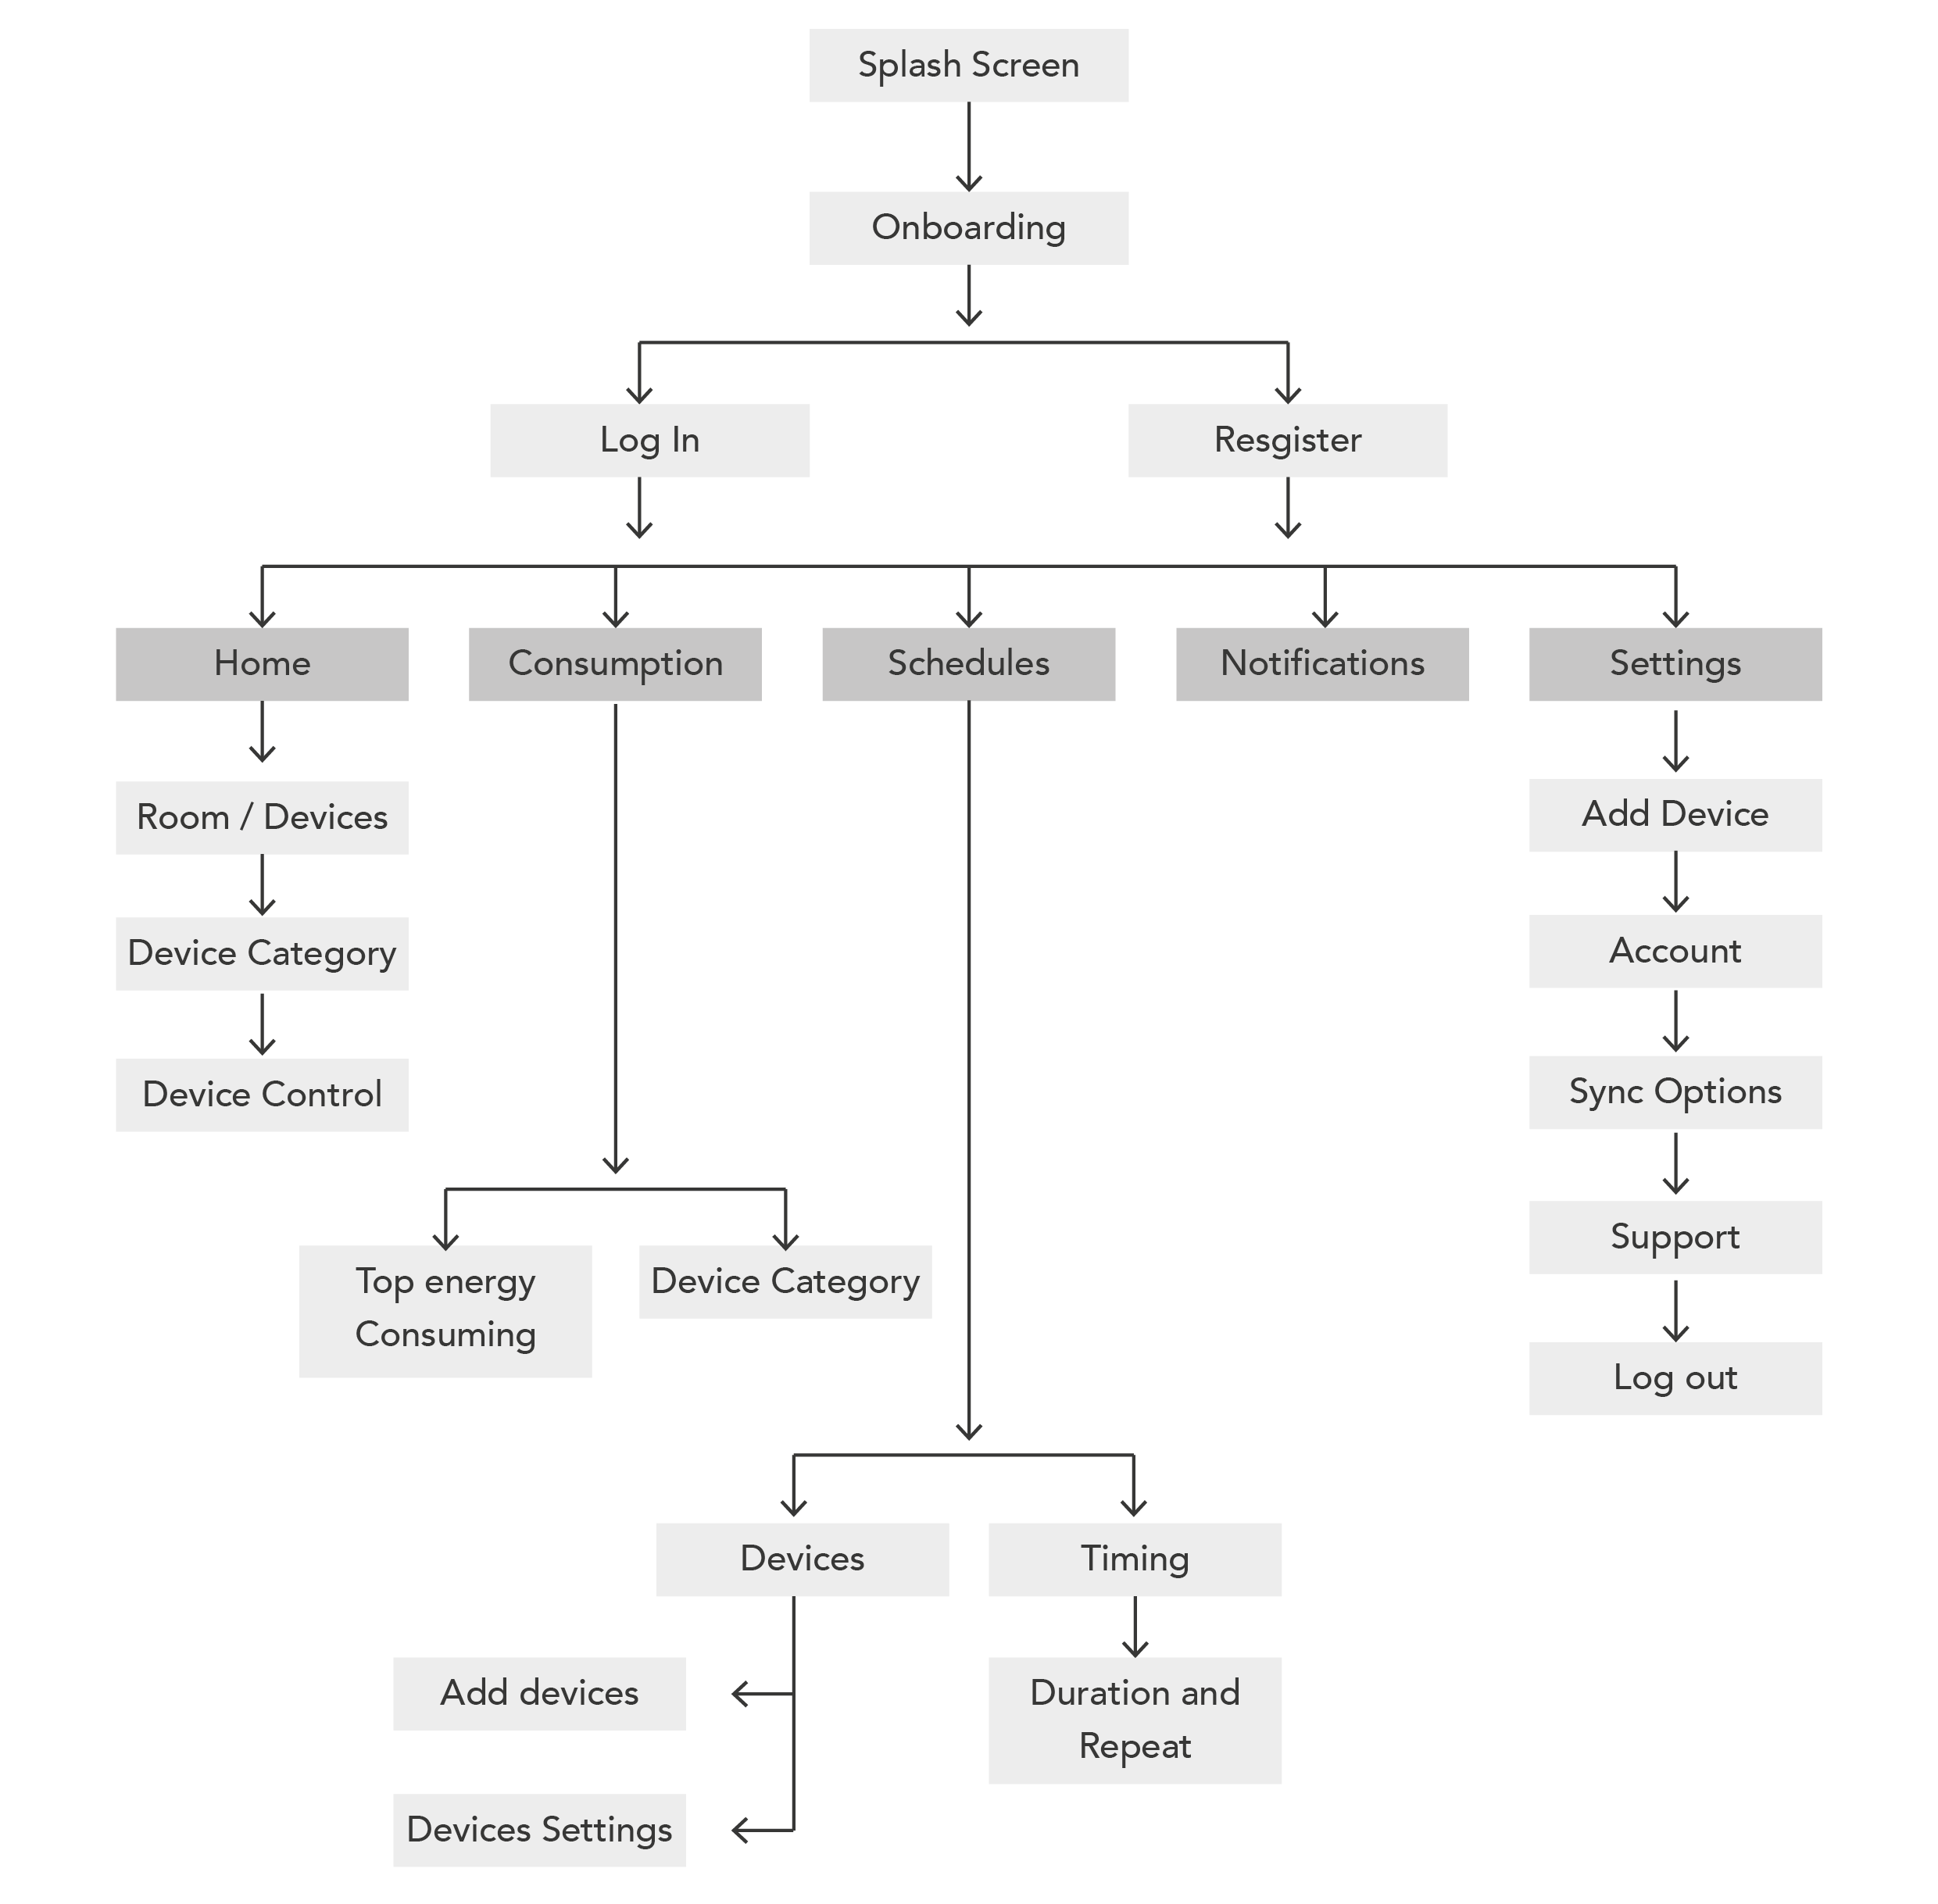 Splash Screen
Onboarding
Log In
Resgister
Home
Consumption
Schedules
Notifications
Settings
Room / Devices
Add Device
Device Category
Account
Device Control
Sync Options
Support
Top energy
Consuming
Device Category
Log out
Devices
Timing
Add devices
Duration and
Repeat
Devices Settings